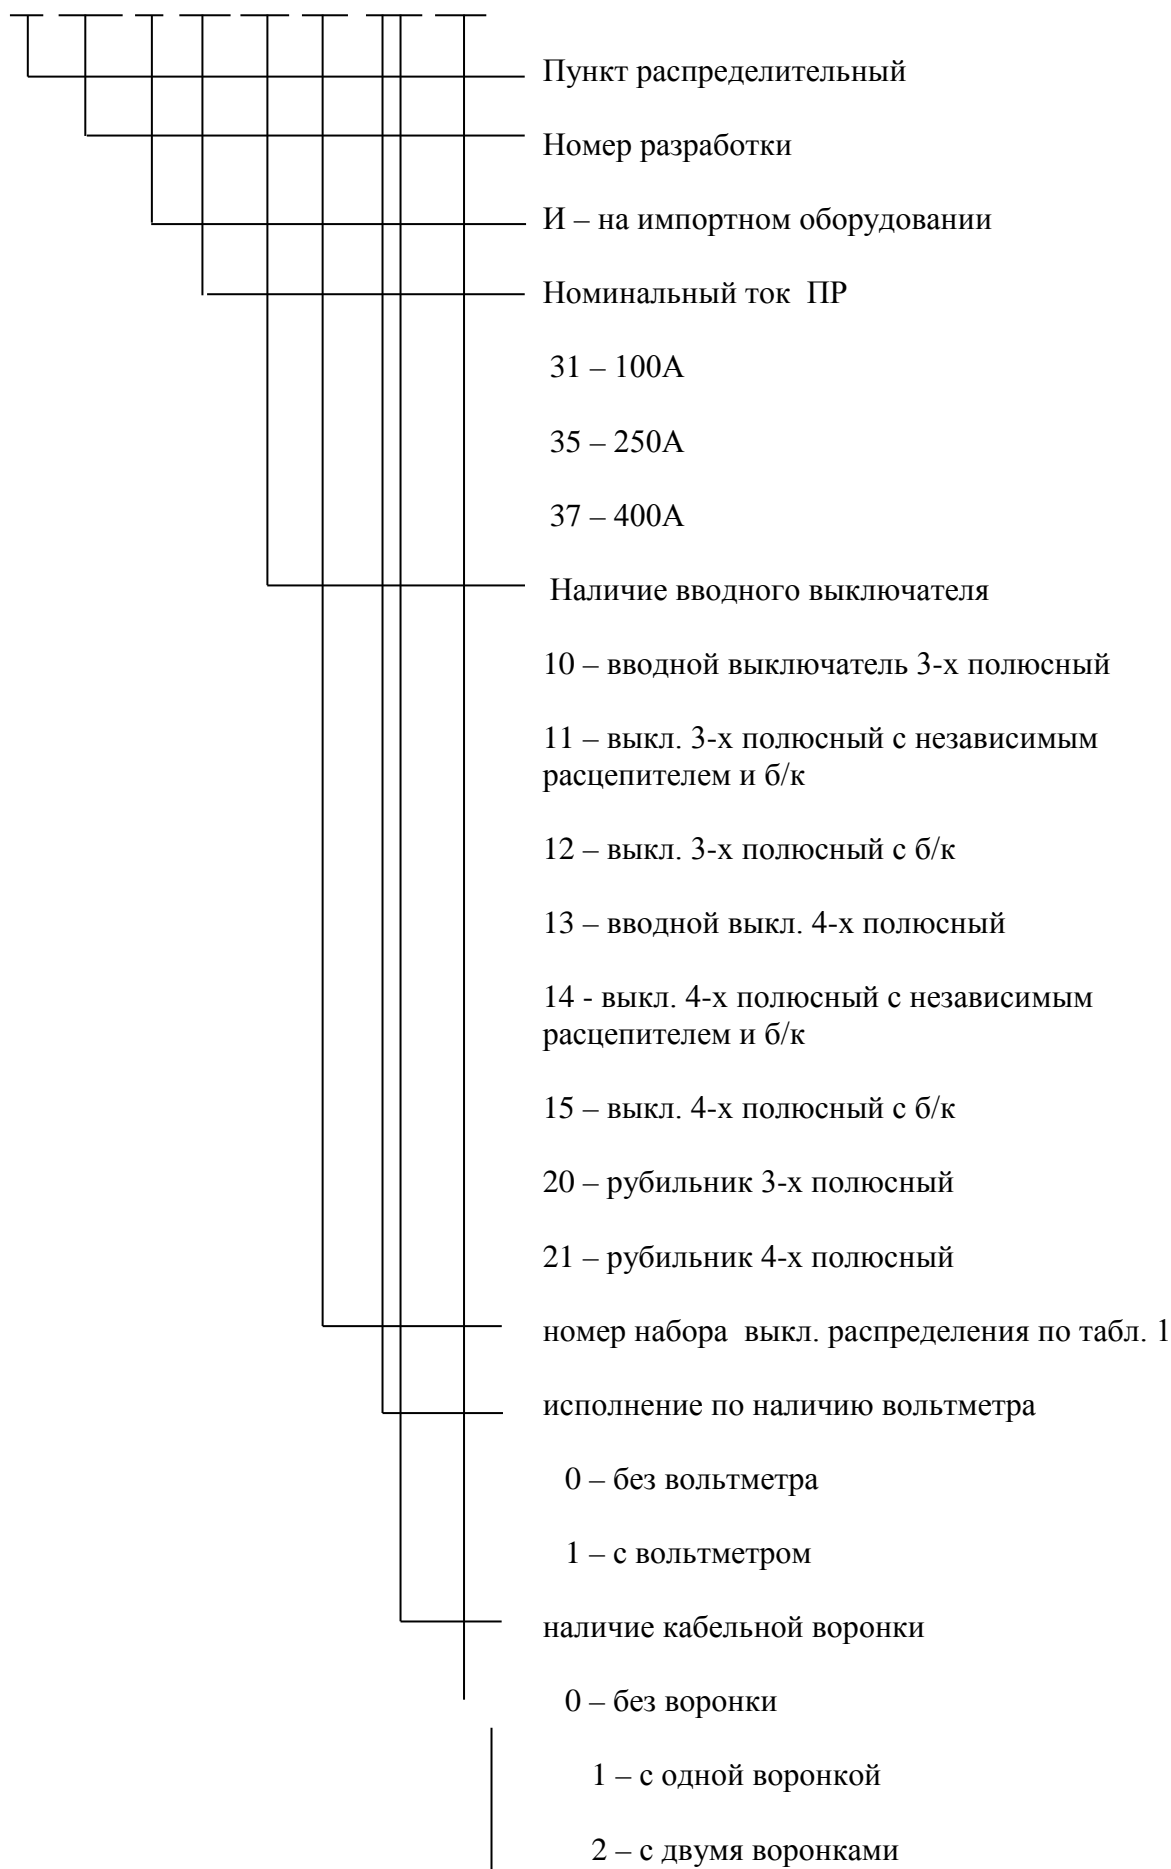 Пункт распределительный
Номер разработки
И – на импортном оборудовании
Номинальный ток ПР
31 – 100А
35 – 250А
37 – 400А
Наличие вводного выключателя
10 – вводной выключатель 3-х полюсный
11 – выкл. 3-х полюсный с независимым
расцепителем и б/к
12 – выкл. 3-х полюсный с б/к
13 – вводной выкл. 4-х полюсный
14 - выкл. 4-х полюсный с независимым
расцепителем и б/к
15 – выкл. 4-х полюсный с б/к
20 – рубильник 3-х полюсный
21 – рубильник 4-х полюсный
номер набора выкл. распределения по табл. 1
исполнение по наличию вольтметра
0 – без вольтметра
1 – с вольтметром
наличие кабельной воронки
0 – без воронки
1 – с одной воронкой
2 – с двумя воронками